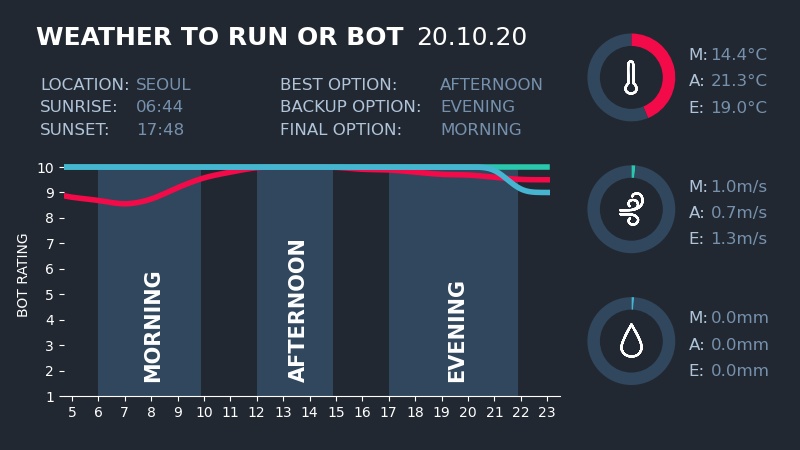 WEATHER TO RUN OR BOT 20.10.20
LOCATION: SEOUL
SUNRISE: 06:44
SUNSET: 17:48
BEST OPTION: AFTERNOON
BACKUP OPTION: EVENING
FINAL OPTION: MORNING
M: 14.4°C
A: 21.3°C
E: 19.0°C
M: 1.0m/s
A: 0.7m/s
E: 1.3m/s
M: 0.0mm
A: 0.0mm
E: 0.0mm
BOT RATING
10
9
8
7
6
5
4
3
2
1
MORNING
AFTERNOON
EVENING
5 6 7 8 9 10 11 12 13 14 15 16 17 18 19 20 21 22 23